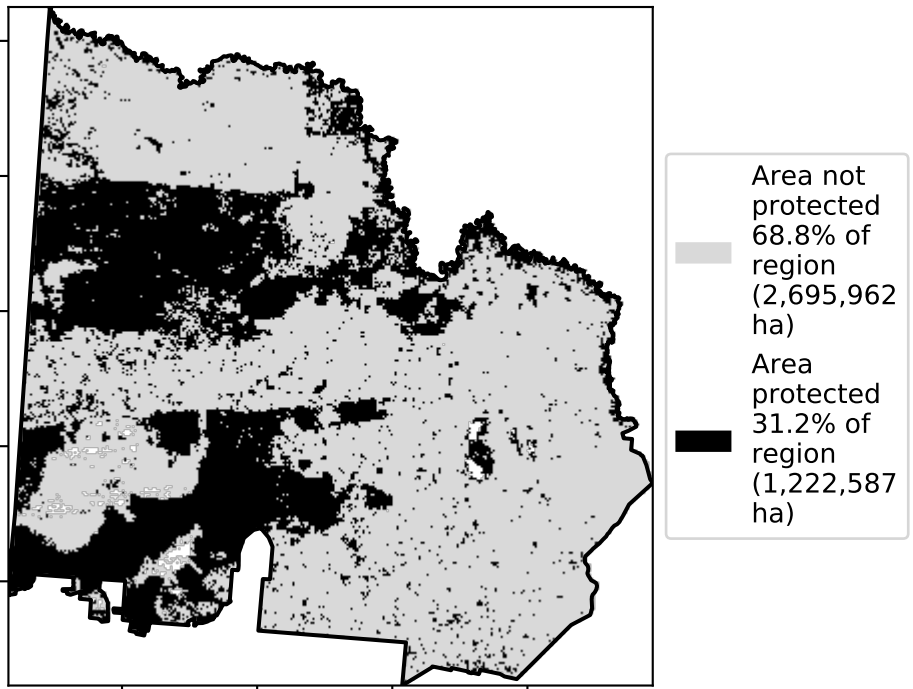 Area not
protected
68.8% of
region
(2,695,962
ha)
Area
protected
31.2% of
region
(1,222,587
ha)